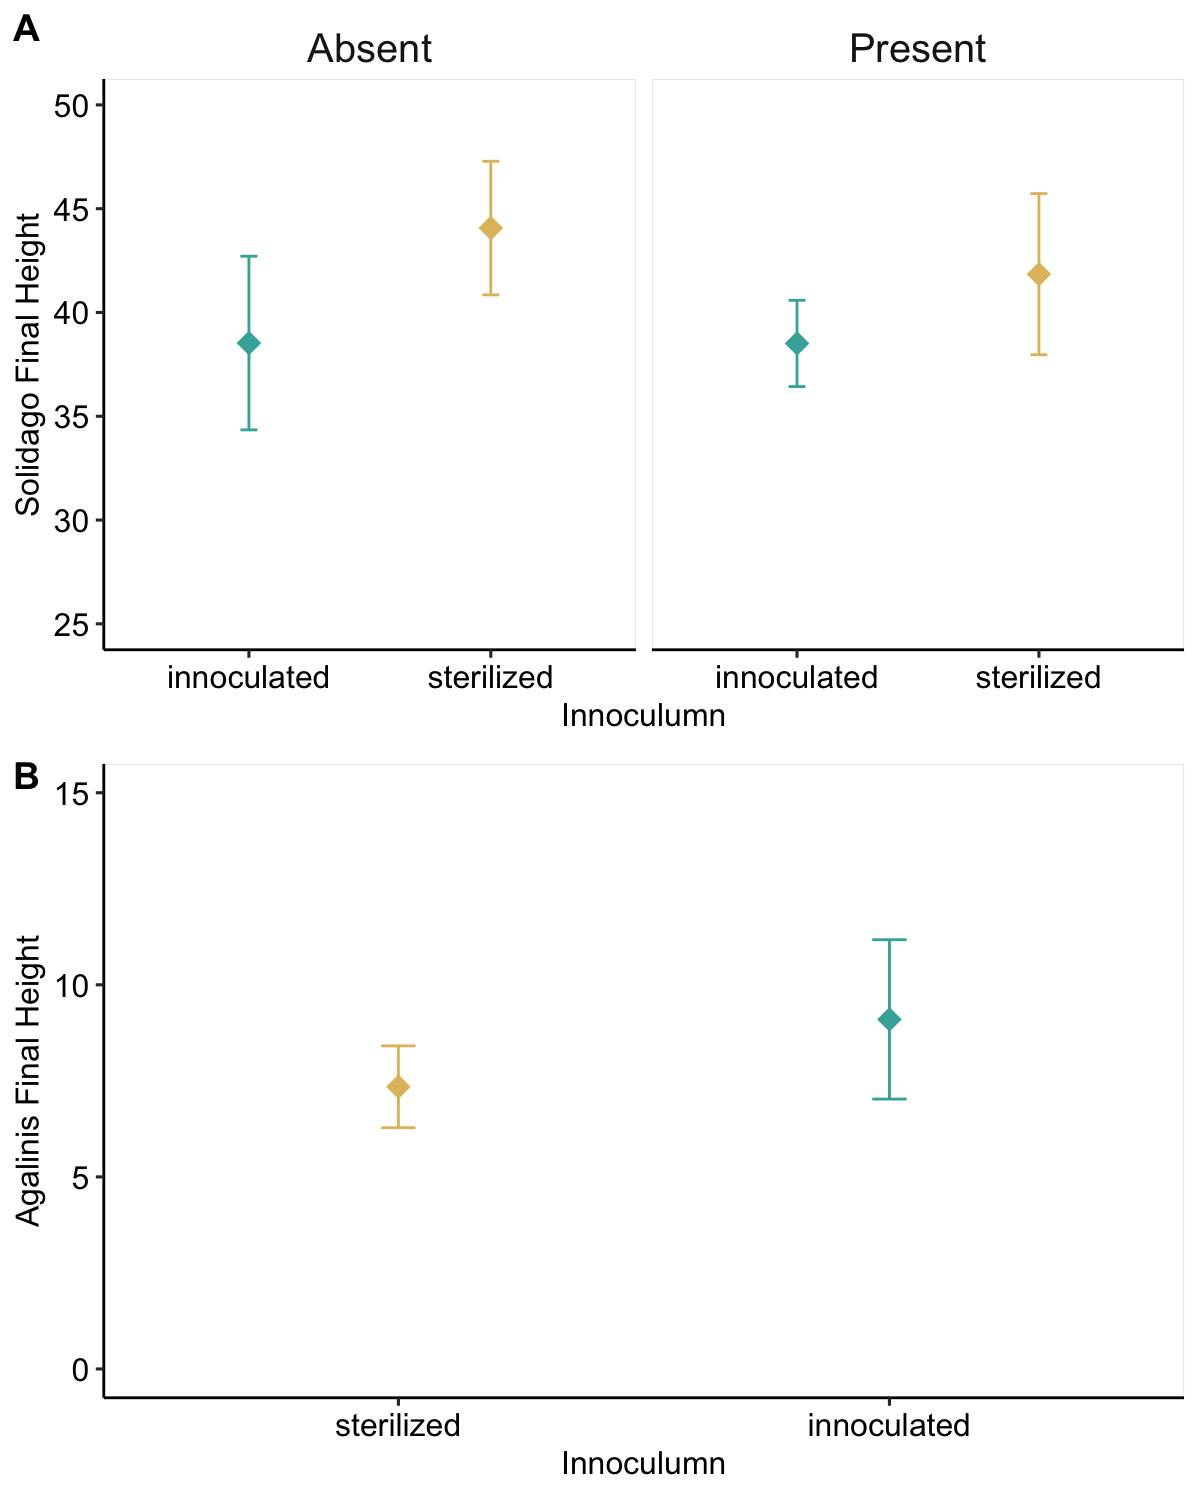 A
Absent Present
50
45
40
35
30
25
Solidago Final Height
innoculated sterilized innoculated sterilized
Innoculumn
B
15
10
5
0
Agalinis Final Height
sterilized innoculated
Innoculumn